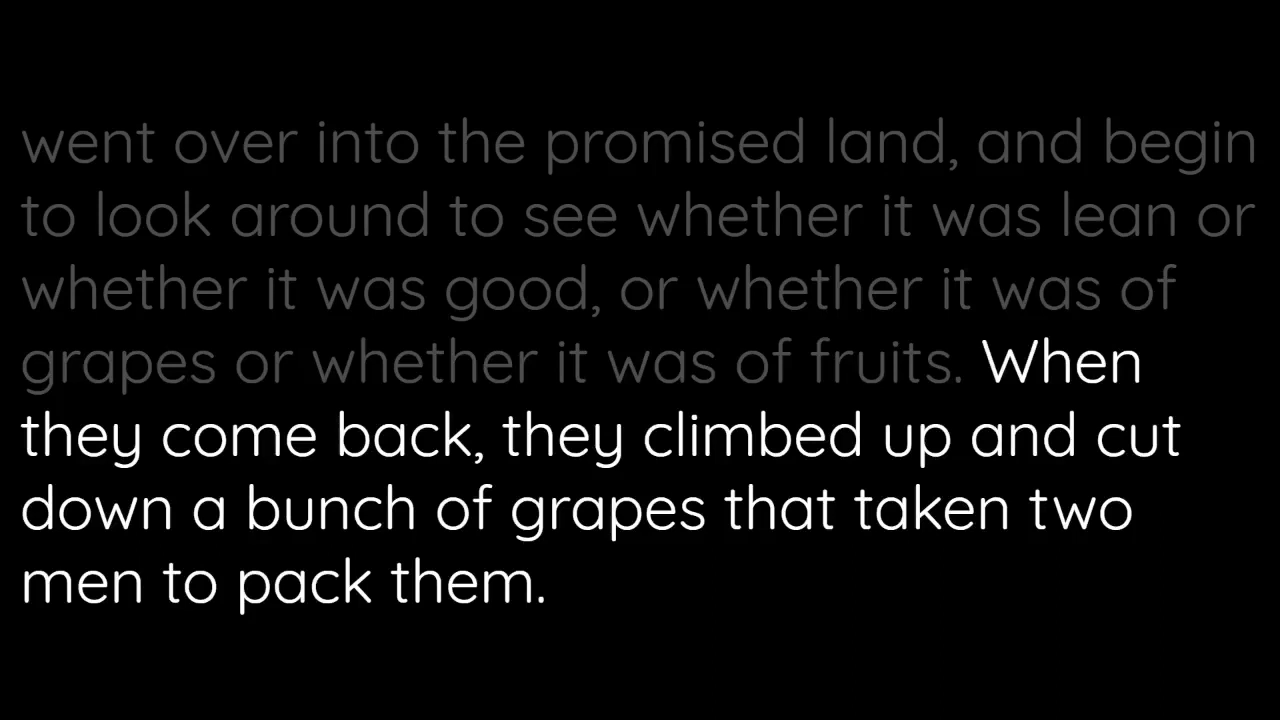 went over into the promised land, and begin
to look around to see whether it was lean or
whether it was good, or whether it was of
grapes or whether it was of fruits. When
they come back, they climbed up and cut
down a bunch of grapes that taken two
men to pack them.